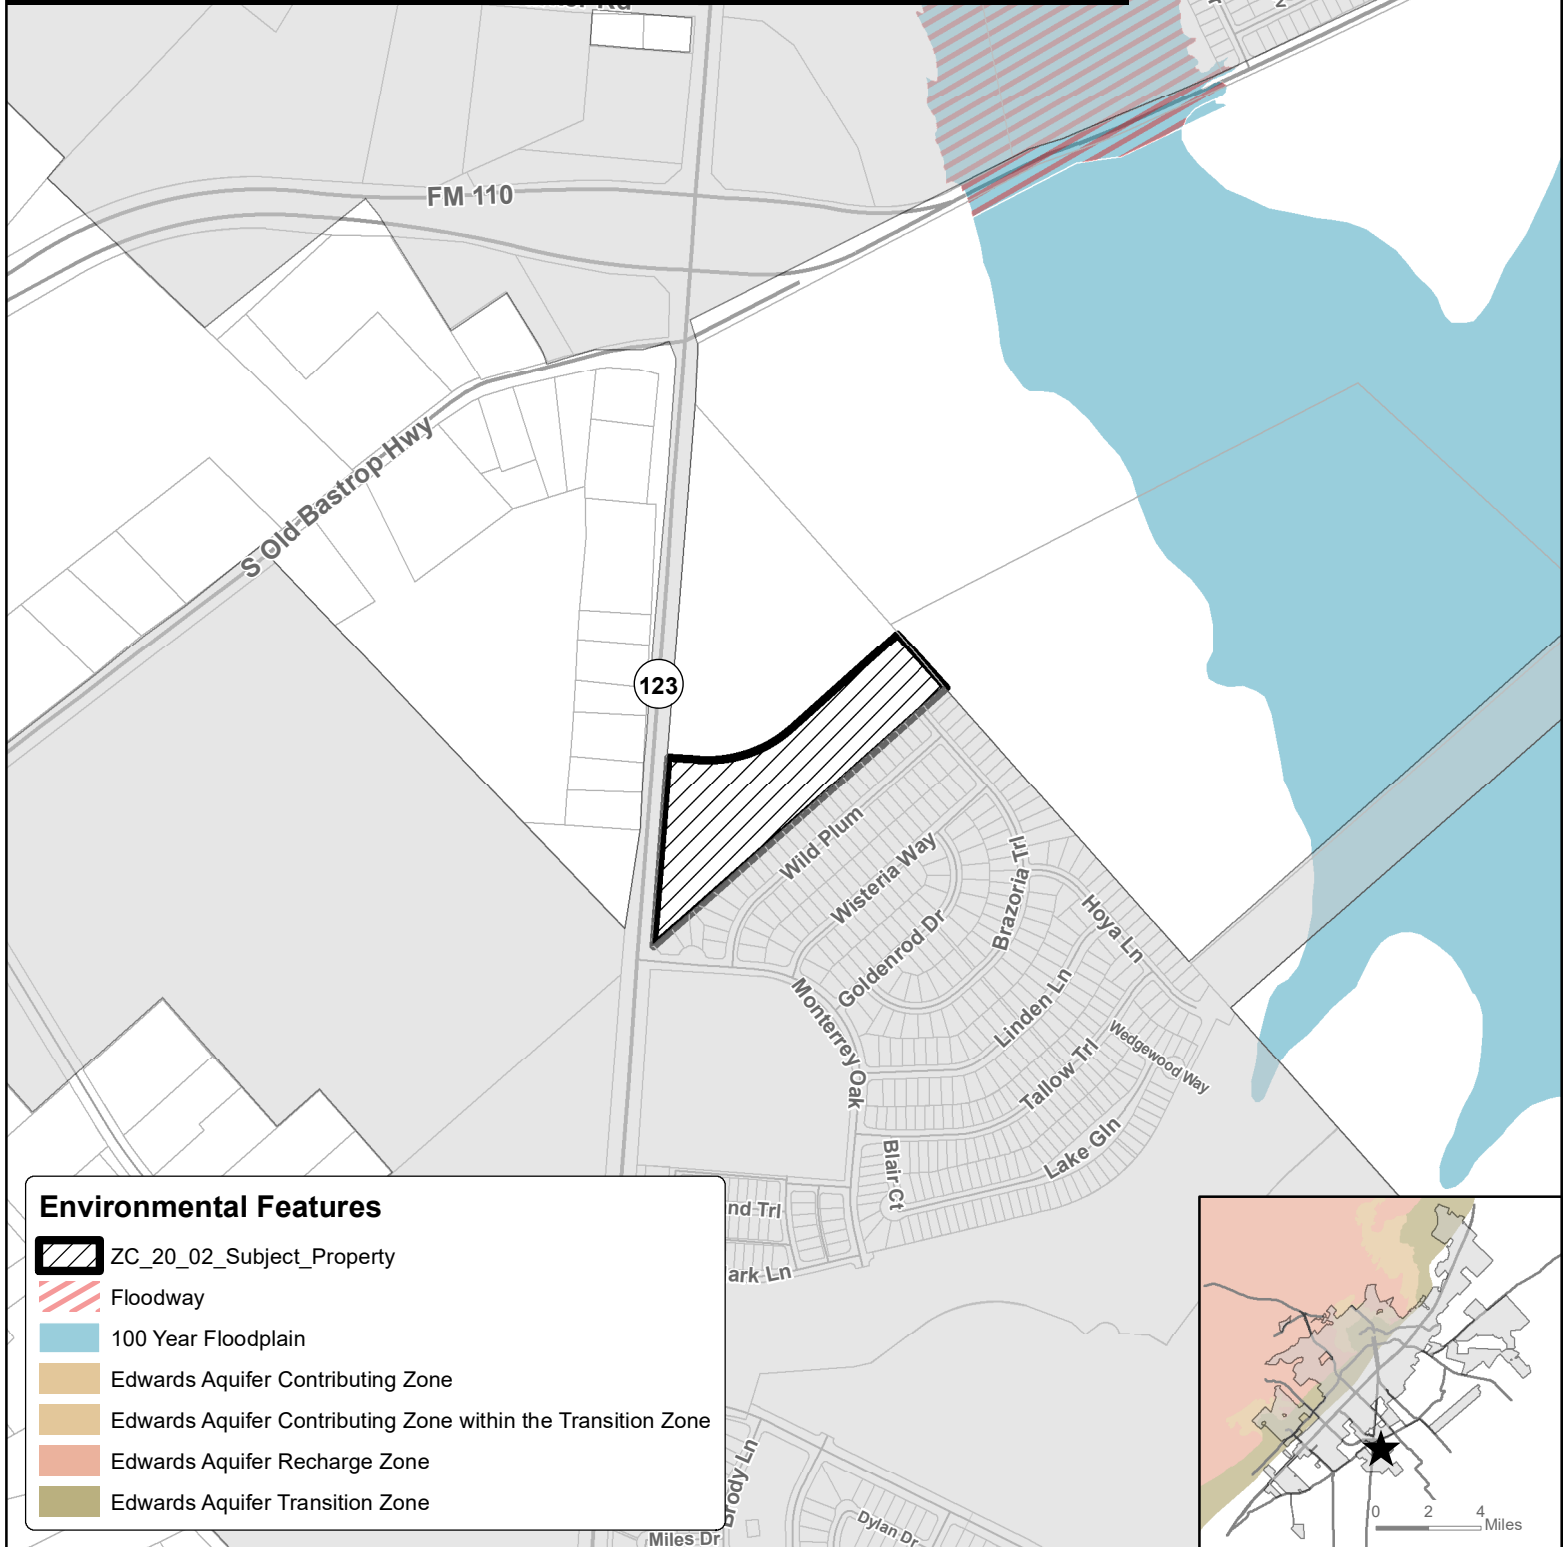 FM 110
S Old Bastrop Hwy
123
Wild Plum
Wisteria Way
Brazoria Trl
Goldenrod Dr
Hoya Ln
Linden Ln
Monterrey Oak
Tallow Trl
Wedgewood Way
Blair Ct
Lake Gln
nd Trl
ark Ln
Brody Ln
Miles Dr
Dylan Dr
Environmental Features
ZC_20_02_Subject_Property
Floodway
100 Year Floodplain
Edwards Aquifer Contributing Zone
Edwards Aquifer Contributing Zone within the Transition Zone
Edwards Aquifer Recharge Zone
Edwards Aquifer Transition Zone
0 2 4
Miles